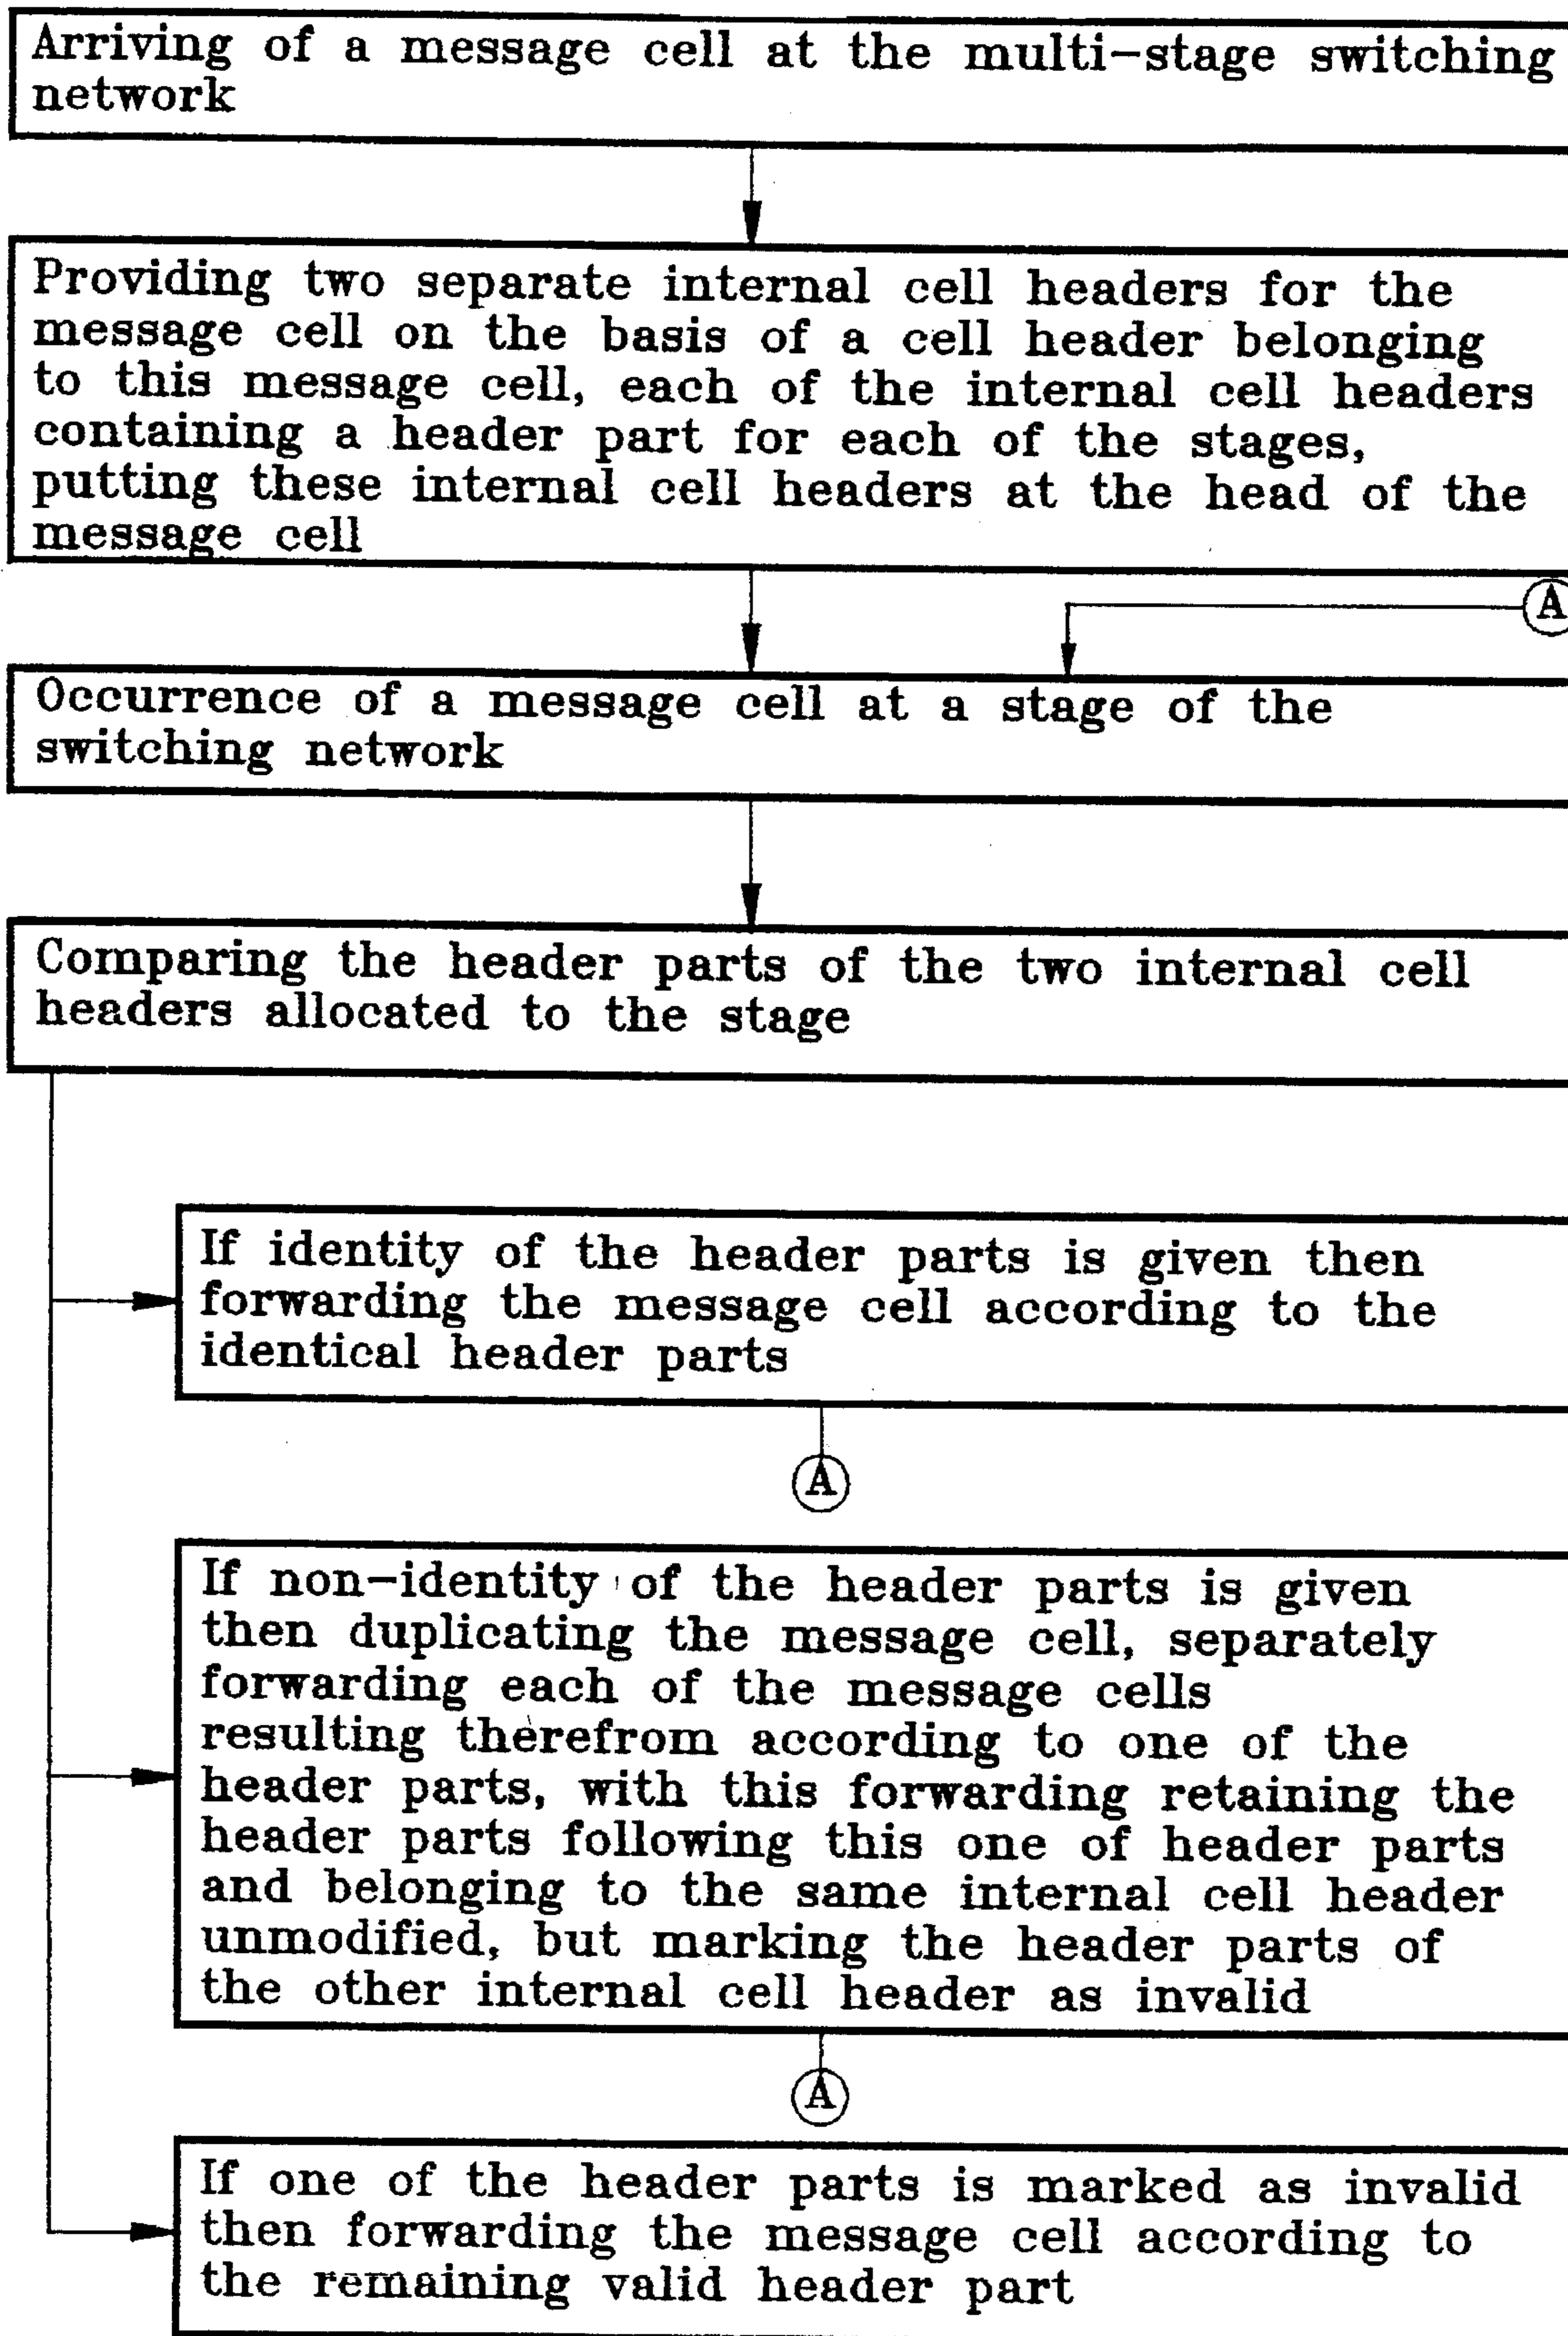 Arriving of a message cell at the multi-stage switching
network
Providing two separate internal cell headers for the
message cell on the basis of a cell header belonging
to this message cell, each of the internal cell headers
containing a header part for each of the stages,
putting these internal cell headers at the head of the
message cell
A
Occurrence of a message cell at a stage of the
switching network
Comparing the header parts of the two internal cell
headers allocated to the stage
If identity of the header parts is given then
forwarding the message cell according to the
identical header parts
A
If non-identity of the header parts is given
then duplicating the message cell, separately
forwarding each of the message cells
resulting therefrom according to one of the
header parts, with this forwarding retaining the
header parts following this one of header parts
and belonging to the same internal cell header
unmodified, but marking the header parts of
the other internal cell header as invalid
A
If one of the header parts is marked as invalid
then forwarding the message cell according to
the remaining valid header part